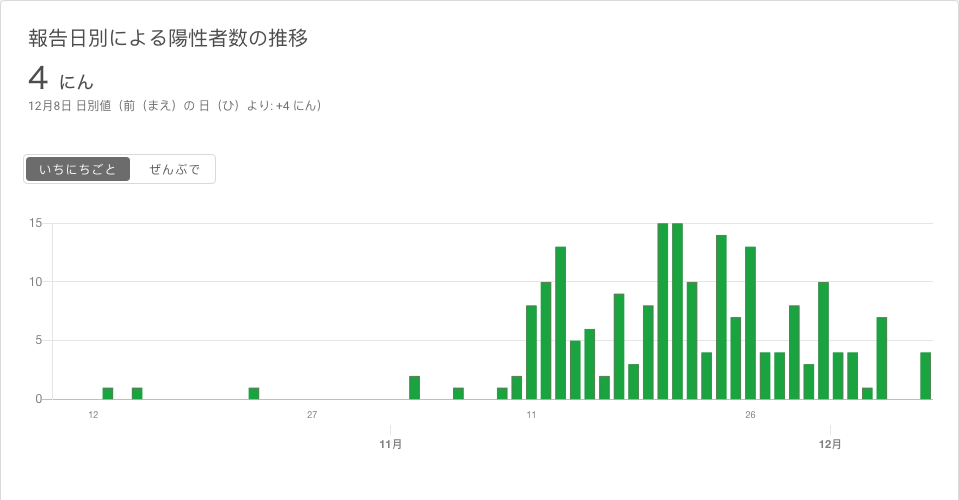 報告日別による陽性者数の推移
4 にん
12月8日 日別値（前（まえ）の 日（ひ）より: +4 にん）
いちにちごと ぜんぶで
15
10
5
0
12 27 11 26
11月 12月